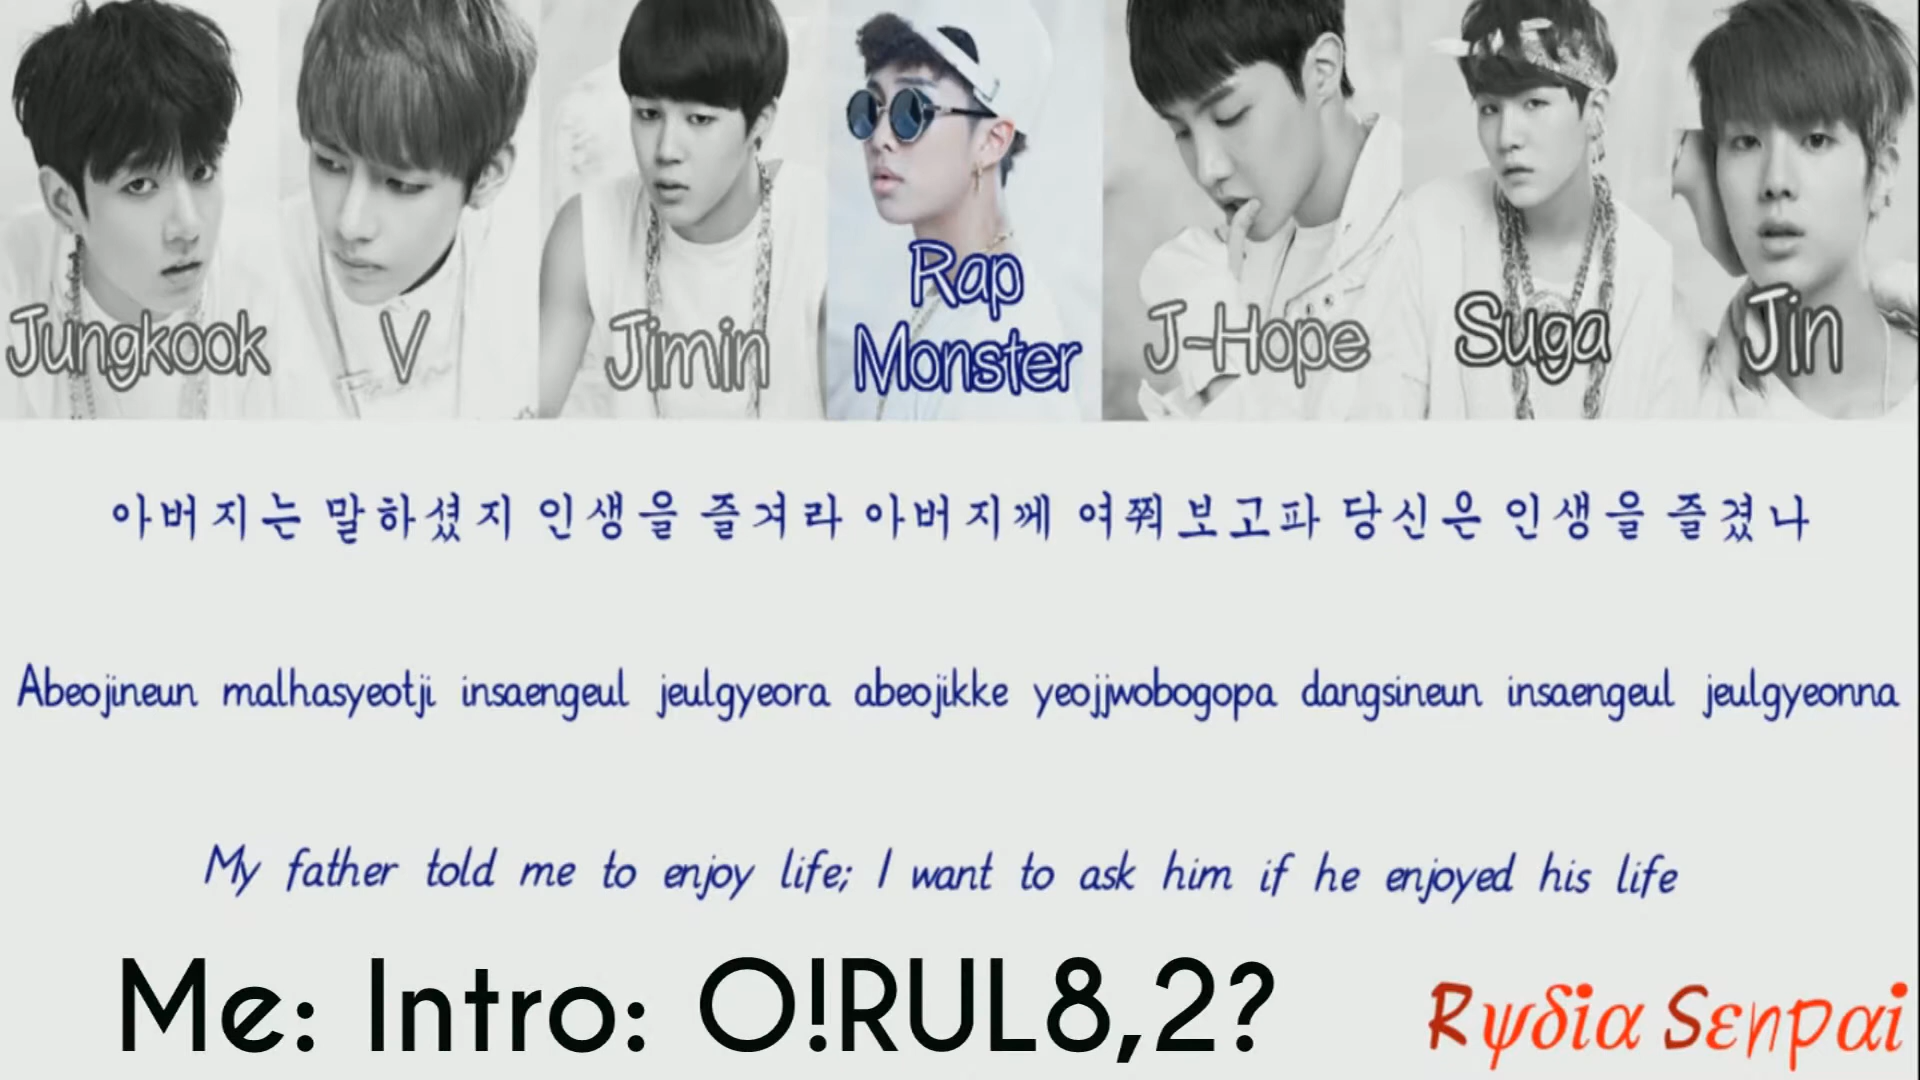 Jungkook
V
Jimin
Rap
Monster
J-Hope
Suga
Jin
아버지는 말하셨지 인생을 즐겨라 아버지께 여쭤보고파 당신은 인생을 즐겼나
Abeojineun malhasyeotji insaengeul jeulgyeora abeojikke yeojjwobogopa dangsineun insaengeul jeulgyeonna
My father told me to enjoy life; I want to ask him if he enjoyed his life
Me: Intro: O!RUL8,2?
Rψδia Sεnpαi